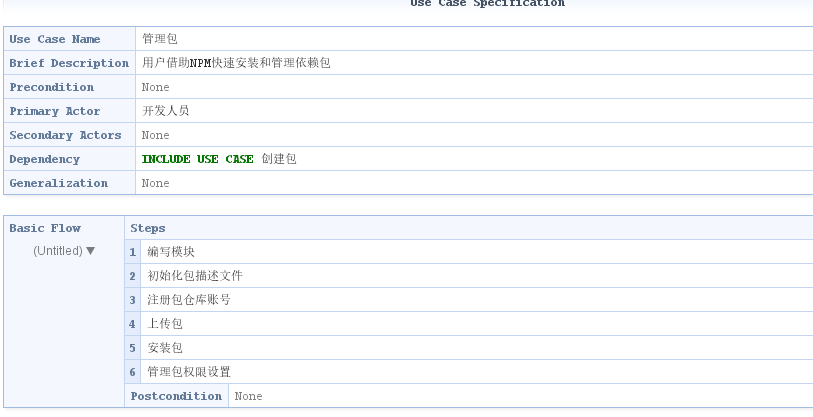 Use Case Specification
Use Case Name 管理包
Brief Description 用户借助NPM快速安装和管理依赖包
Precondition None
Primary Actor 开发人员
Secondary Actors None
Dependency INCLUDE USE CASE 创建包
Generalization None
Basic Flow Steps
(Untitled) ▼
1 编写模块
2 初始化包描述文件
3 注册包仓库账号
4 上传包
5 安装包
6 管理包权限设置
Postcondition None